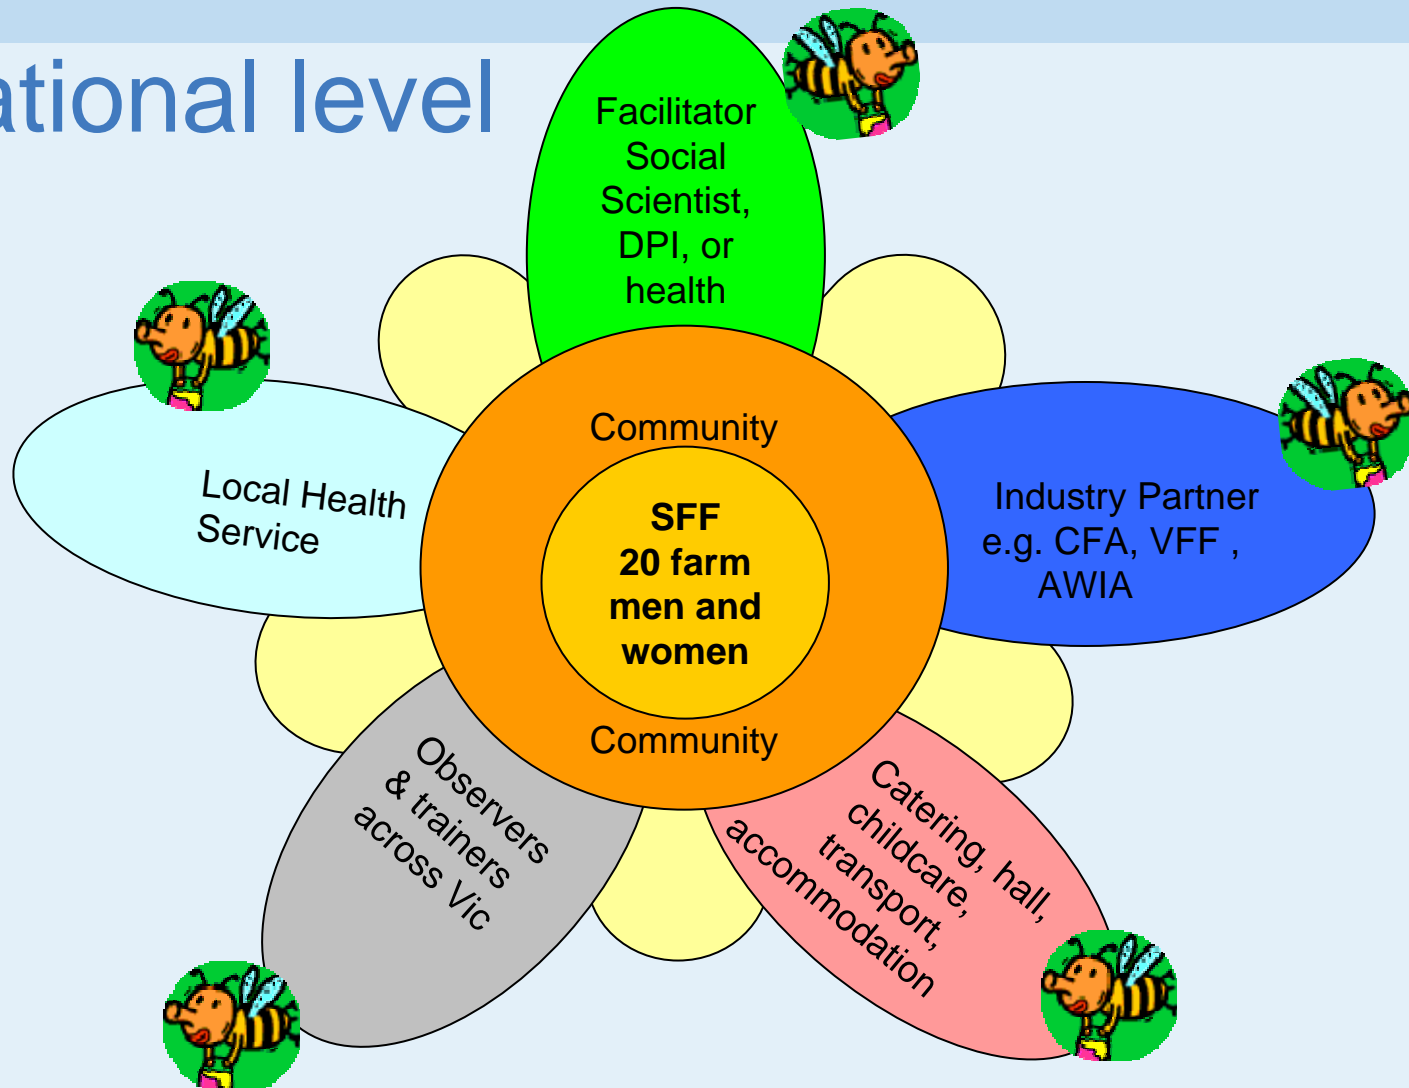 ational level
Facilitator
Social
Scientist,
DPI, or
health
Community
Local Health
Service
SFF
20 farm
men and
women
Industry Partner
e.g. CFA, VFF ,
AWIA
Community
Observers
& trainers
across Vic
Catering, hall,
childcare,
transport,
accommodation